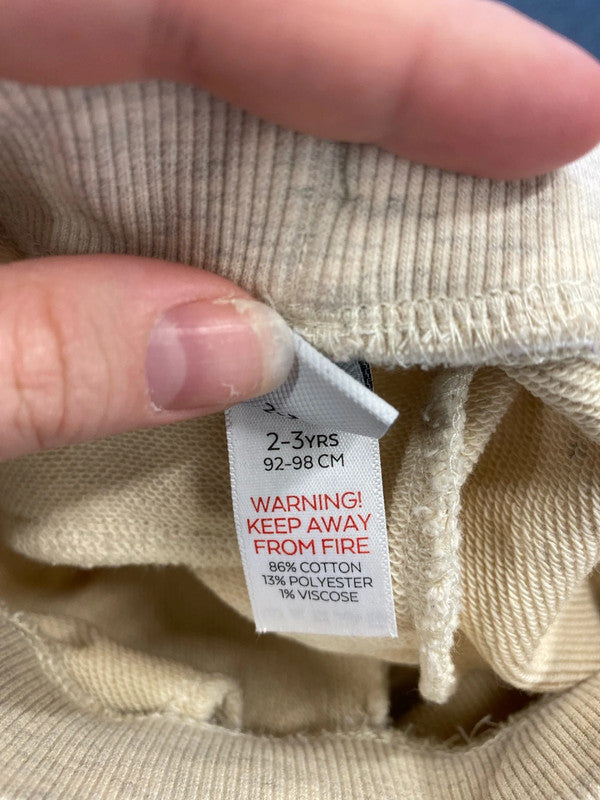 2-3YRS
92-98 CM
WARNING!
KEEP AWAY
FROM FIRE
86% COTTON
13% POLYESTER
1% VISCOSE